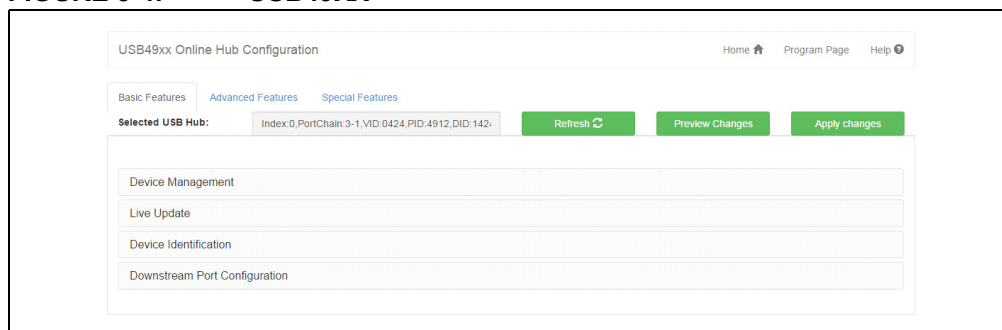 USB49xx Online Hub Configuration Home Program Page Help
Basic Features Advanced Features Special Features
Selected USB Hub: Index:0,PortChain:3-1,VID:0424,PID:4912,DID:142 Refresh Preview Changes Apply changes
Device Management
Live Update
Device Identification
Downstream Port Configuration